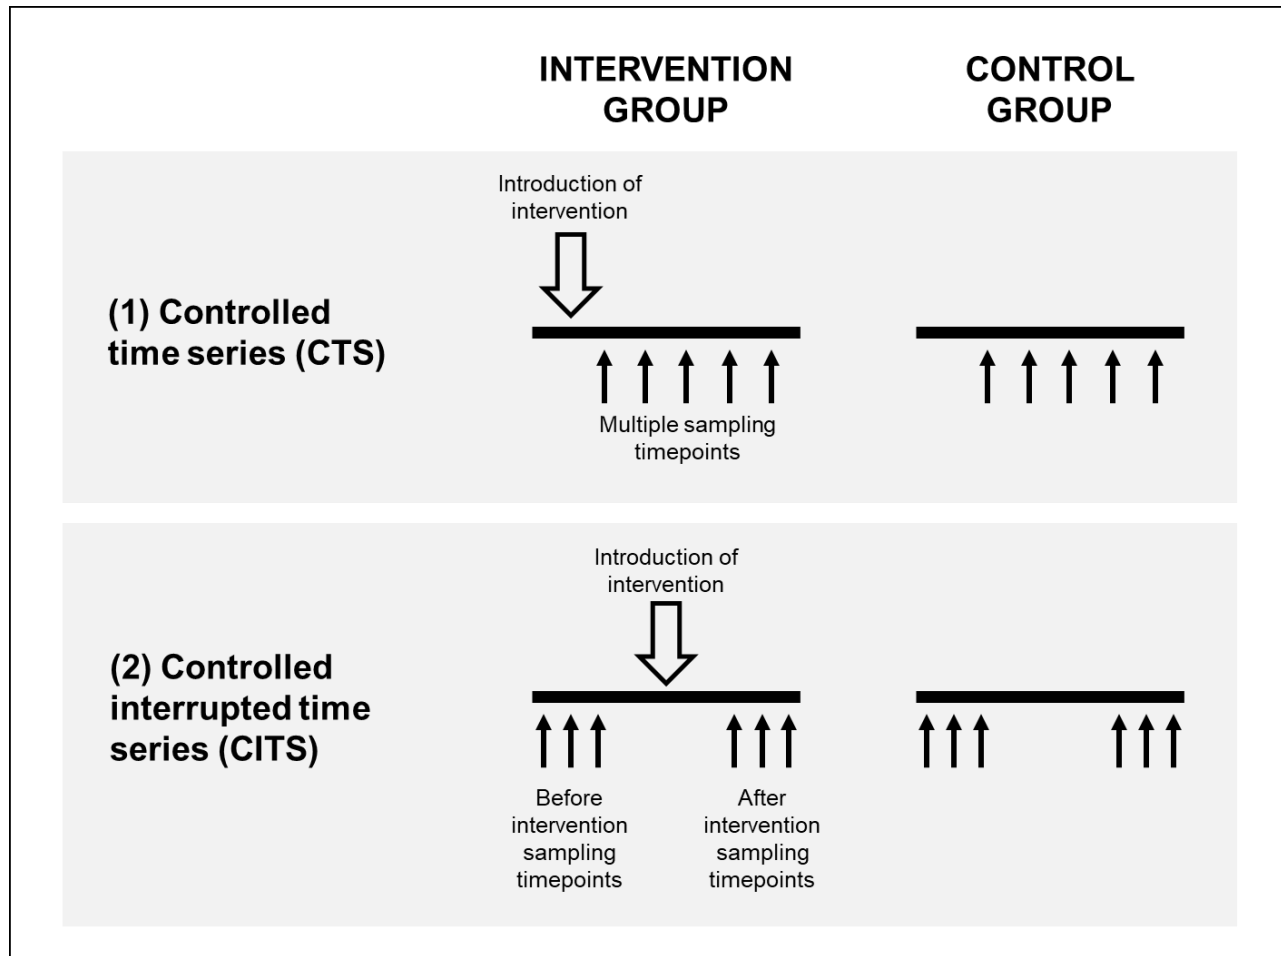 INTERVENTION
GROUP
CONTROL
GROUP
Introduction of
intervention
(1) Controlled
time series (CTS)
Multiple sampling
timepoints
Introduction of
intervention
(2) Controlled
interrupted time
series (CITS)
Before
intervention
sampling
timepoints
After
intervention
sampling
timepoints